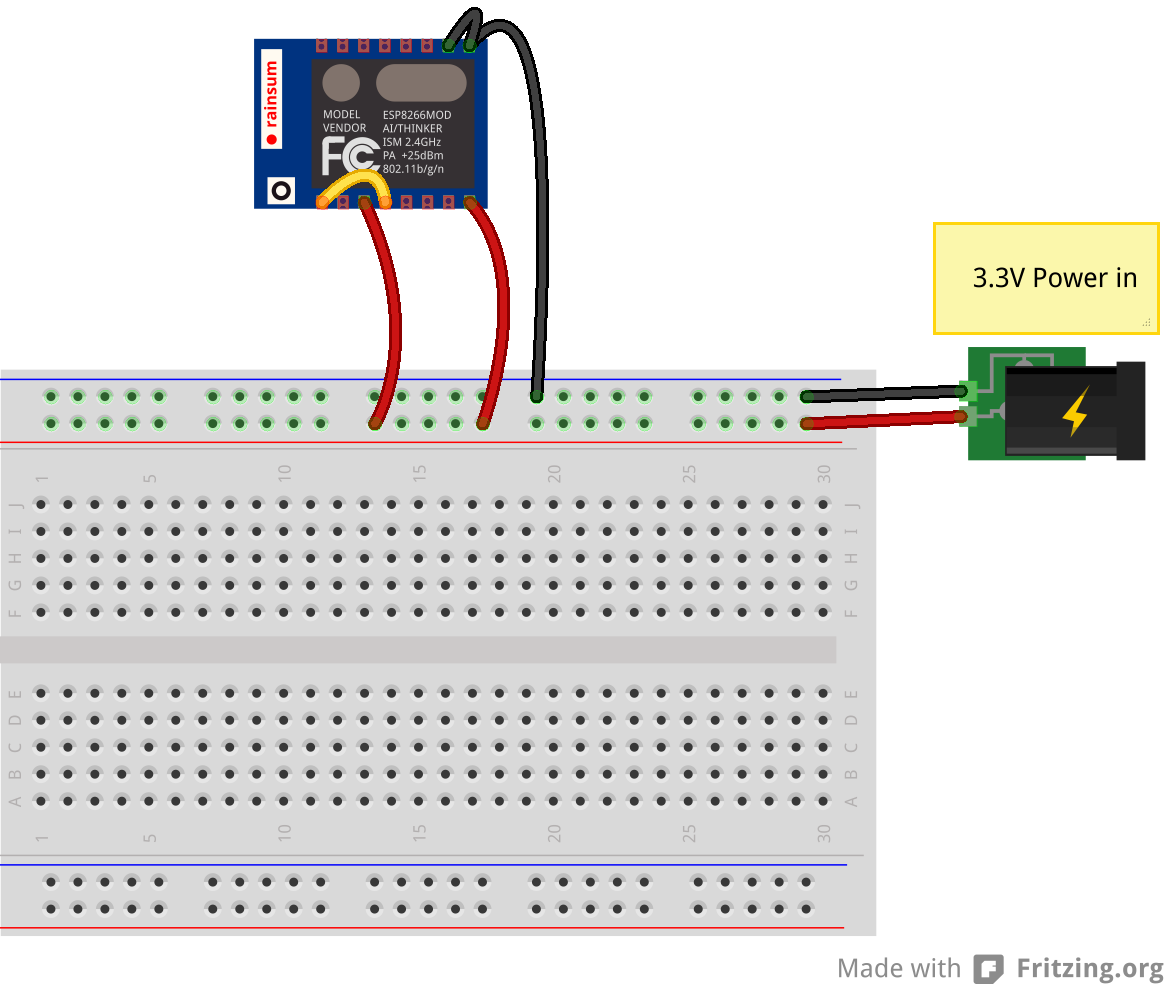 rainsum
MODEL ESP8266MOD
VENDOR AI/THINKER
ISM 2.4GHz
PA +25dBm
802.11b/g/n
FC
3.3V Power in
1 5 10 15 20 25 30
J J
I I
H H
G G
F F
E E
D D
C C
B B
A A
1 5 10 15 20 25 30
Made with Fritzing.org